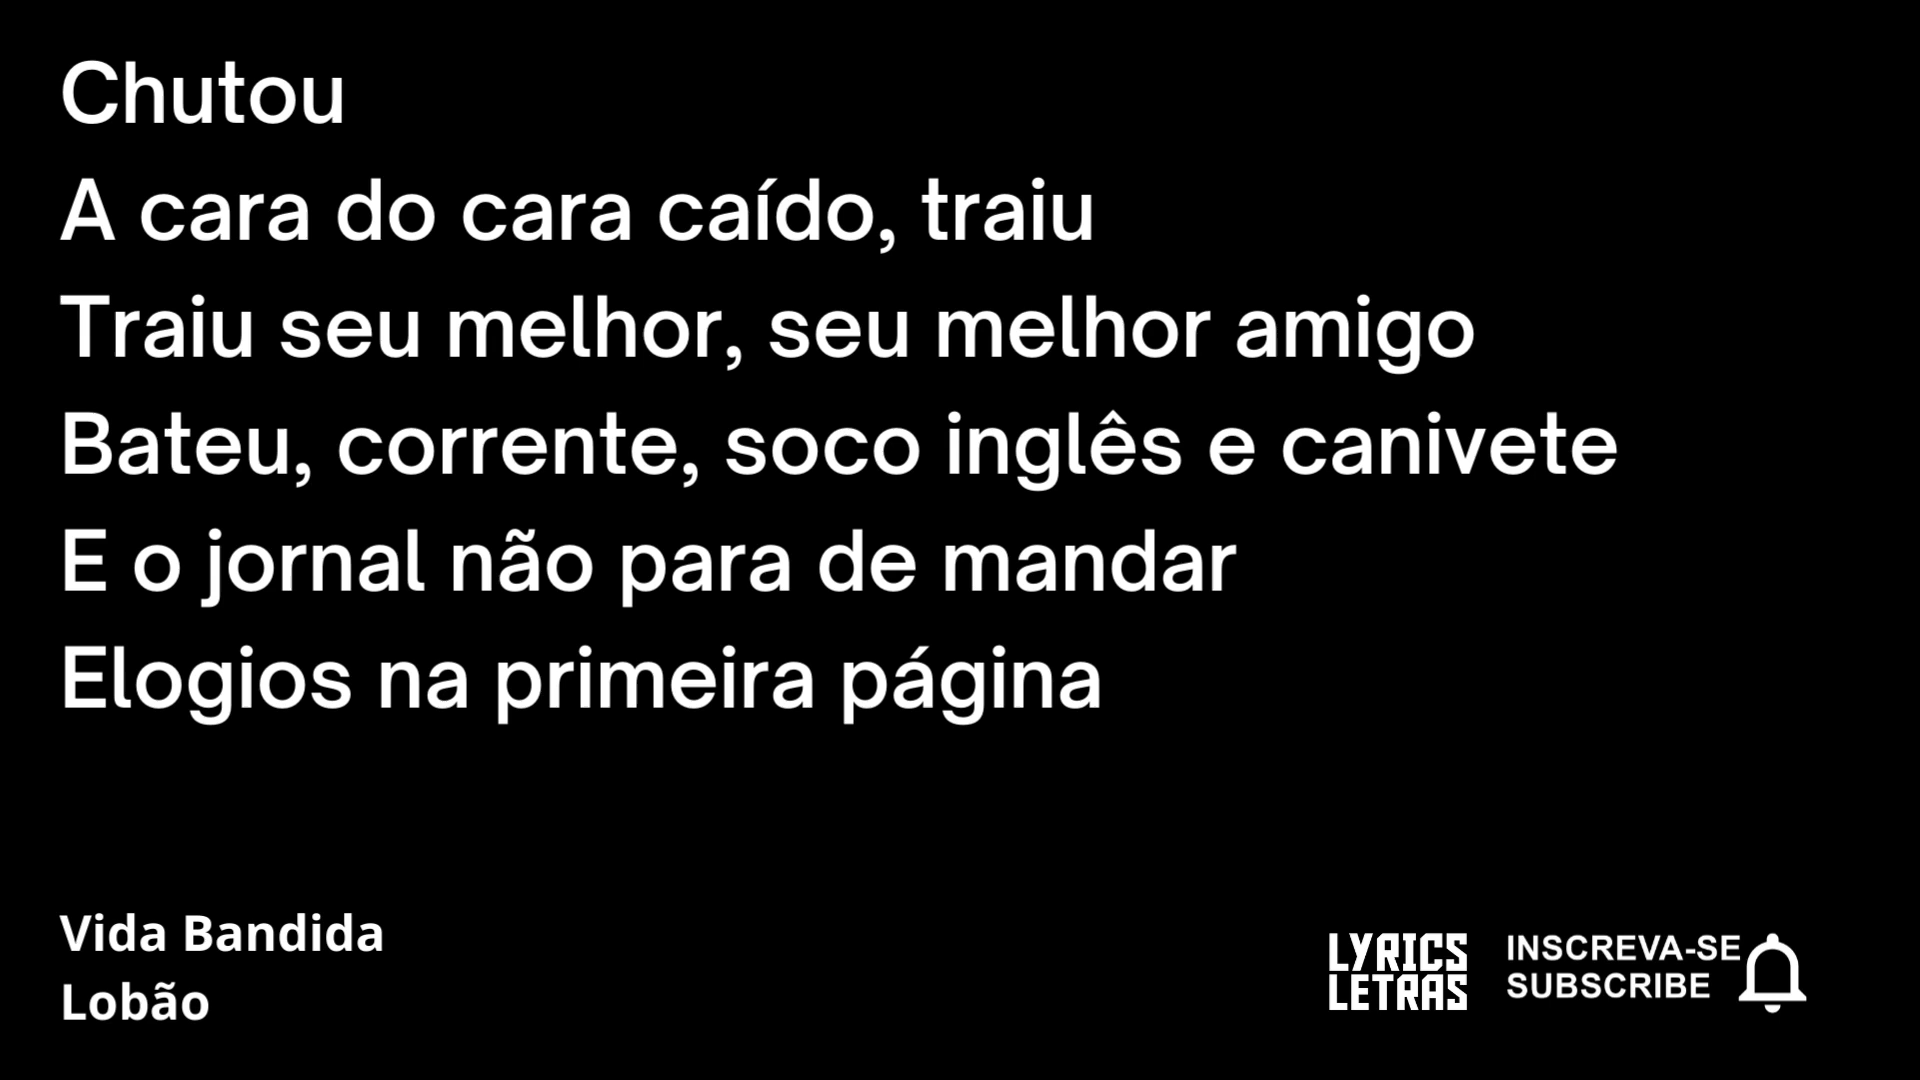 Chutou
A cara do cara caído, traiu
Traiu seu melhor, seu melhor amigo
Bateu, corrente, soco inglês e canivete
E o jornal não para de mandar
Elogios na primeira página
Vida Bandida
Lobão
LYRICS
LETRAS
INSCREVA-SE
SUBSCRIBE